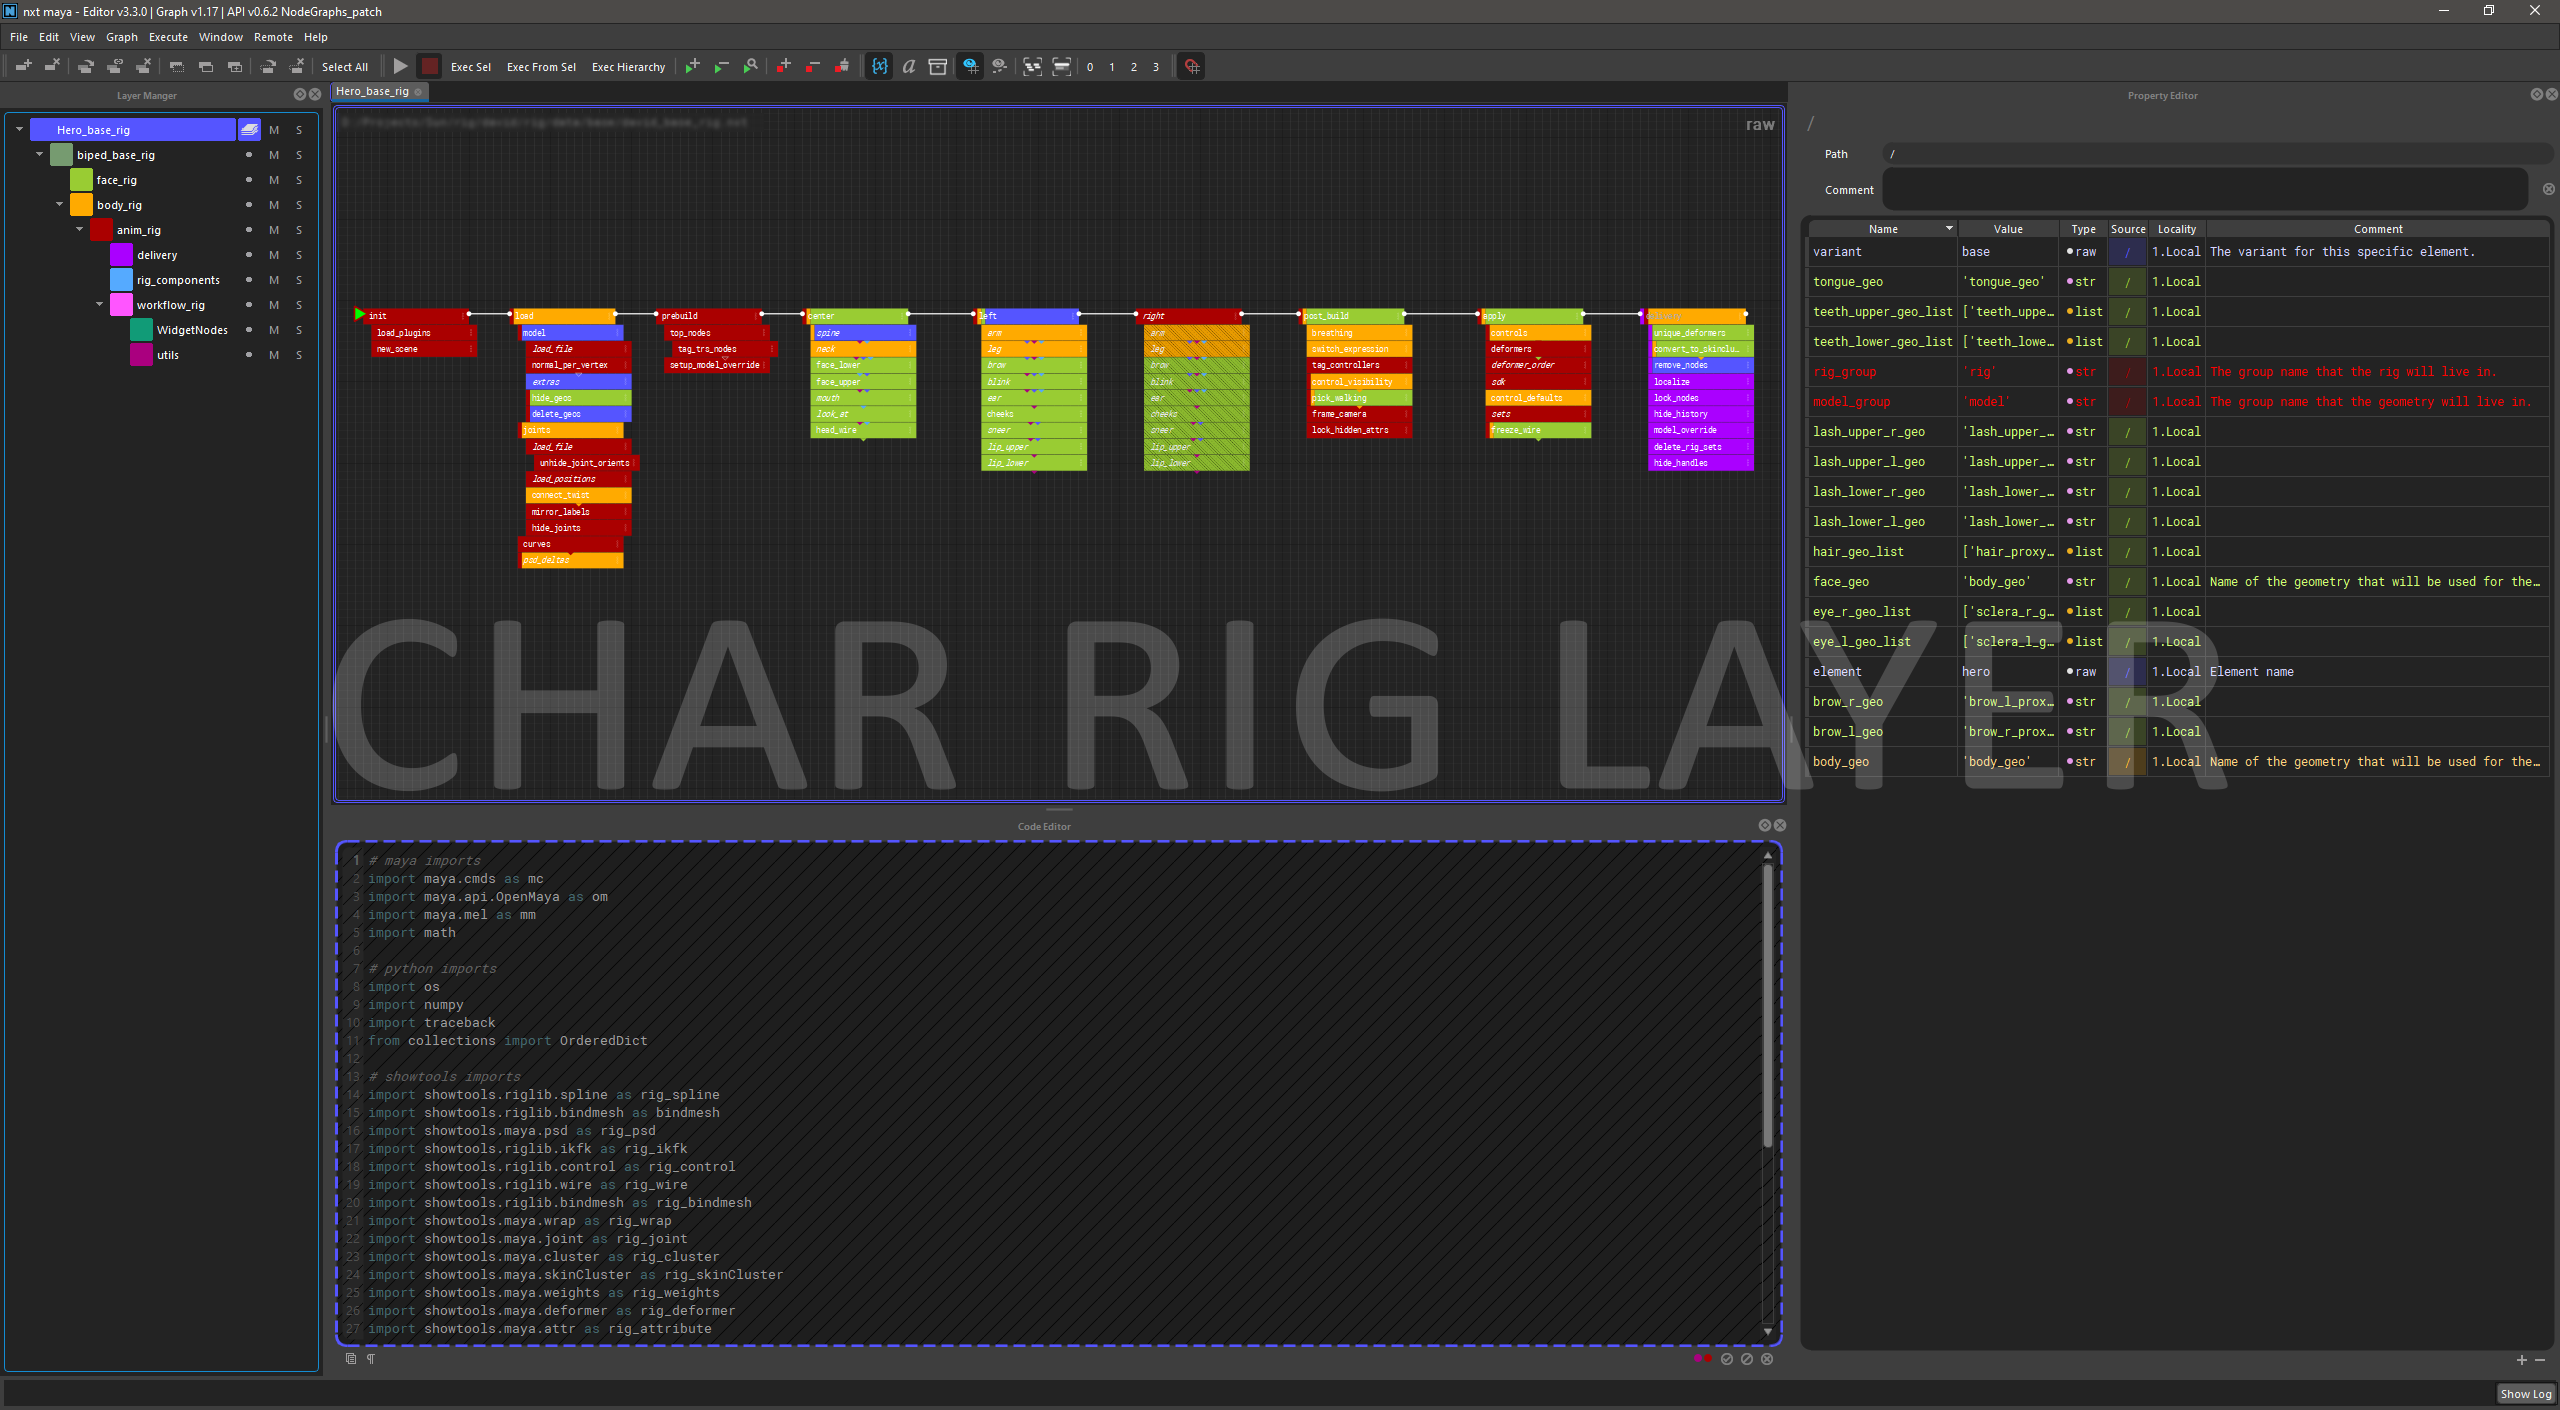 nxt maya - Editor v3.3.0 | Graph v1.17 | API v0.6.2 NodeGraphs_patch
File Edit View Graph Execute Window Remote Help
Select All Exec Sel Exec From Sel Exec Hierarchy 0 1 2 3
Layer Manger
Hero_base_rig M S
biped_base_rig M S
face_rig M S
body_rig M S
anim_rig M S
delivery M S
rig_components M S
workflow_rig M S
WidgetNodes M S
utils M S
Hero_base_rig
raw
init
load_plugins
new_scene
load
model
load_file
normal_per_vertex
extras
hide_geos
delete_geos
joints
load_file
unhide_joint_orients
load_positions
connect_twist
mirror_labels
hide_joints
curves
psd_deltas
prebuild
top_nodes
tag_trs_nodes
setup_model_override
center
spine
neck
face_lower
face_upper
mouth
look_at
head_wire
left
arm
leg
brow
blink
ear
cheeks
sneer
lip_upper
lip_lower
right
arm
leg
brow
blink
ear
cheeks
sneer
lip_upper
lip_lower
post_build
breathing
switch_expression
tag_controllers
control_visibility
pick_walking
frame_camera
lock_hidden_attrs
apply
controls
deformers
deformer_order
sdk
control_defaults
sets
freeze_wire
unique_deformers
convert_to_skinclu…
remove_nodes
localize
lock_nodes
hide_history
model_override
delete_rig_sets
hide_handles
CHAR RIG LAYER
Code Editor
1 # maya imports
2 import maya.cmds as mc
3 import maya.api.OpenMaya as om
4 import maya.mel as mm
5 import math
6
7 # python imports
8 import os
9 import numpy
10 import traceback
11 from collections import OrderedDict
12
13 # showtools imports
14 import showtools.riglib.spline as rig_spline
15 import showtools.riglib.bindmesh as bindmesh
16 import showtools.maya.psd as rig_psd
17 import showtools.riglib.ikfk as rig_ikfk
18 import showtools.riglib.control as rig_control
19 import showtools.riglib.wire as rig_wire
20 import showtools.riglib.bindmesh as rig_bindmesh
21 import showtools.maya.wrap as rig_wrap
22 import showtools.maya.joint as rig_joint
23 import showtools.maya.cluster as rig_cluster
24 import showtools.maya.skinCluster as rig_skinCluster
25 import showtools.maya.weights as rig_weights
26 import showtools.maya.deformer as rig_deformer
27 import showtools.maya.attr as rig_attribute
Property Editor
/
Path /
Comment
Name Value Type Source Locality Comment
variant base raw / 1.Local The variant for this specific element.
tongue_geo 'tongue_geo' str / 1.Local
teeth_upper_geo_list ['teeth_uppe… list / 1.Local
teeth_lower_geo_list ['teeth_lowe… list / 1.Local
rig_group 'rig' str / 1.Local The group name that the rig will live in.
model_group 'model' str / 1.Local The group name that the geometry will live in.
lash_upper_r_geo 'lash_upper_… str / 1.Local
lash_upper_l_geo 'lash_upper_… str / 1.Local
lash_lower_r_geo 'lash_lower_… str / 1.Local
lash_lower_l_geo 'lash_lower_… str / 1.Local
hair_geo_list ['hair_proxy… list / 1.Local
face_geo 'body_geo' str / 1.Local Name of the geometry that will be used for the…
eye_r_geo_list ['sclera_r_g… list / 1.Local
eye_l_geo_list ['sclera_l_g… list / 1.Local
element hero raw / 1.Local Element name
brow_r_geo 'brow_l_prox… str / 1.Local
brow_l_geo 'brow_r_prox… str / 1.Local
body_geo 'body_geo' str / 1.Local Name of the geometry that will be used for the…
Show Log